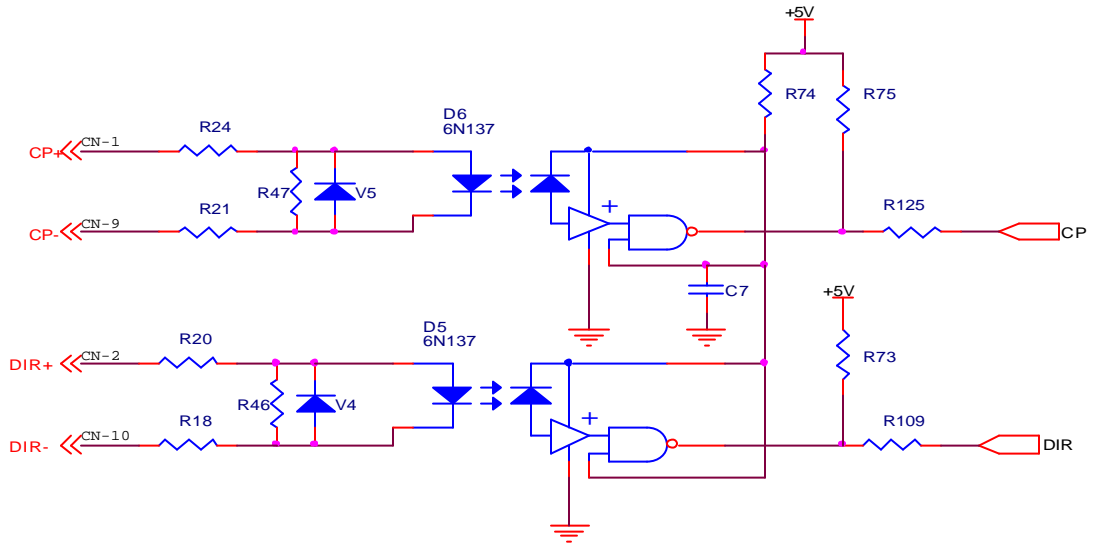 +5V
R74
R75
D6
6N137
R24
CP+
CN-1
R47
V5
R21
CP-
CN-9
+
R125
CP
C7
+5V
D5
6N137
R20
DIR+
CN-2
R73
R46
V4
R18
DIR-
CN-10
+
R109
DIR